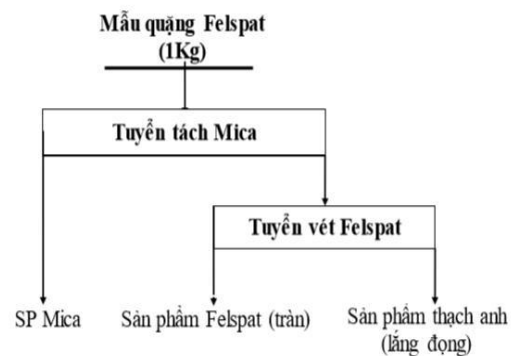 Mẫu quặng Felspat
(1Kg)
Tuyển tách Mica
Tuyển vét Felspat
SP Mica
Sản phẩm Felspat (tràn)
Sản phẩm thạch anh
(lắng đọng)